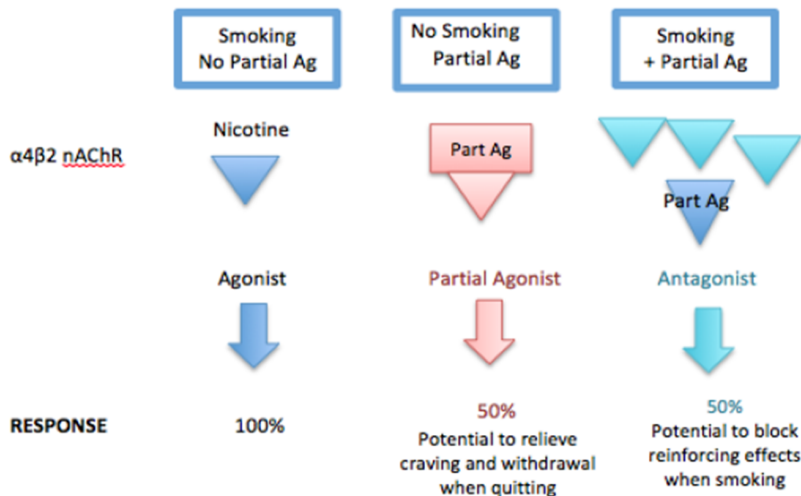 Smoking
No Partial Ag
No Smoking
Partial Ag
Smoking
+ Partial Ag
α4β2 nAChR
Nicotine
Part Ag
Part Ag
Agonist
Partial Agonist
Antagonist
RESPONSE
100%
50%
Potential to relieve
craving and withdrawal
when quitting
50%
Potential to block
reinforcing effects
when smoking